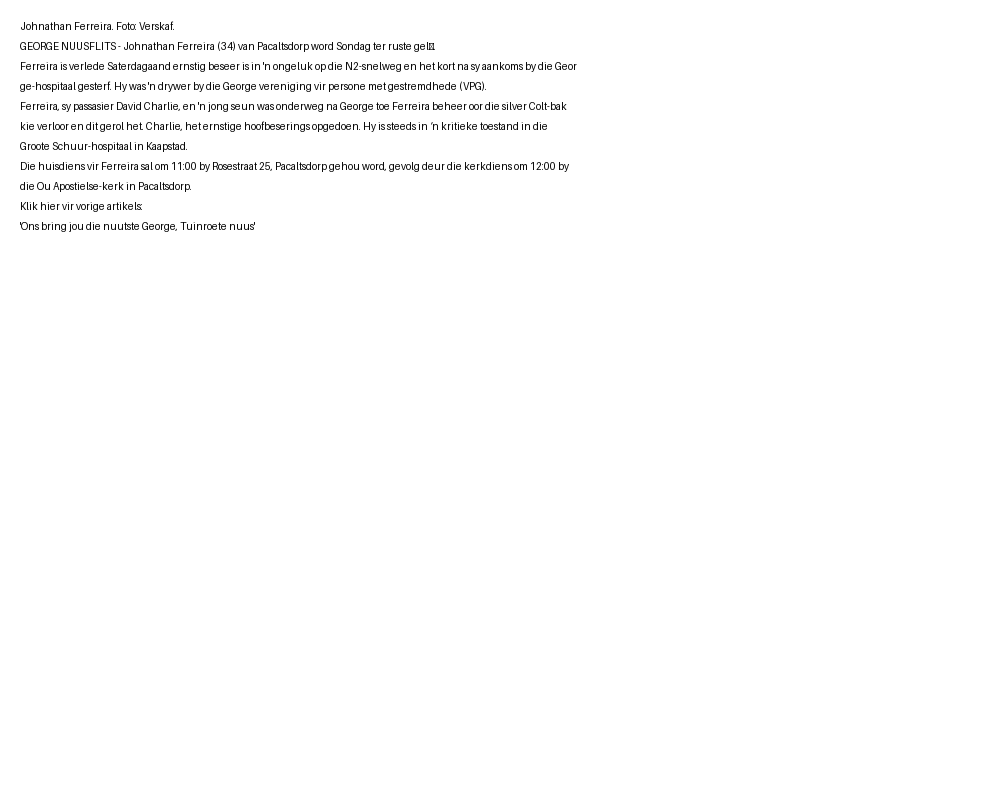 Johnathan Ferreira. Foto: Verskaf.
GEORGE NUUSFLITS - Johnathan Ferreira (34) van Pacaltsdorp word Sondag ter ruste gel�.
Ferreira is verlede Saterdagaand ernstig beseer is in 'n ongeluk op die N2-snelweg en het kort na sy aankoms by die Geor
ge-hospitaal gesterf. Hy was 'n drywer by die George vereniging vir persone met gestremdhede (VPG).
Ferreira, sy passasier David Charlie, en 'n jong seun was onderweg na George toe Ferreira beheer oor die silver Colt-bak
kie verloor en dit gerol het. Charlie, het ernstige hoofbeserings opgedoen. Hy is steeds in ‘n kritieke toestand in die
Groote Schuur-hospitaal in Kaapstad.
Die huisdiens vir Ferreira sal om 11:00 by Rosestraat 25, Pacaltsdorp gehou word, gevolg deur die kerkdiens om 12:00 by
die Ou Apostielse-kerk in Pacaltsdorp.
Klik hier vir vorige artikels:
'Ons bring jou die nuutste George, Tuinroete nuus'